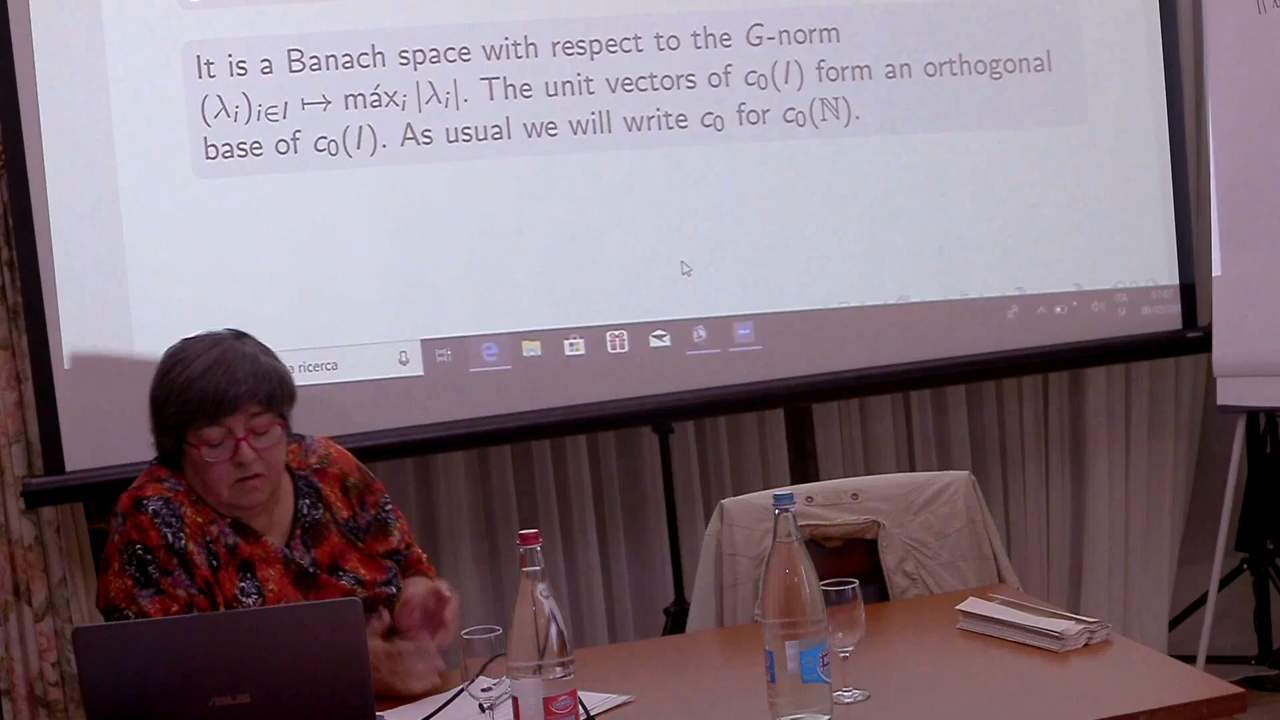 It is a Banach space with respect to the G-norm
(λᵢ)ᵢ∈I ↦ máxᵢ |λᵢ|. The unit vectors of c₀(I) form an orthogonal
base of c₀(I). As usual we will write c₀ for c₀(ℕ).
a ricerca
ITA
ASUS